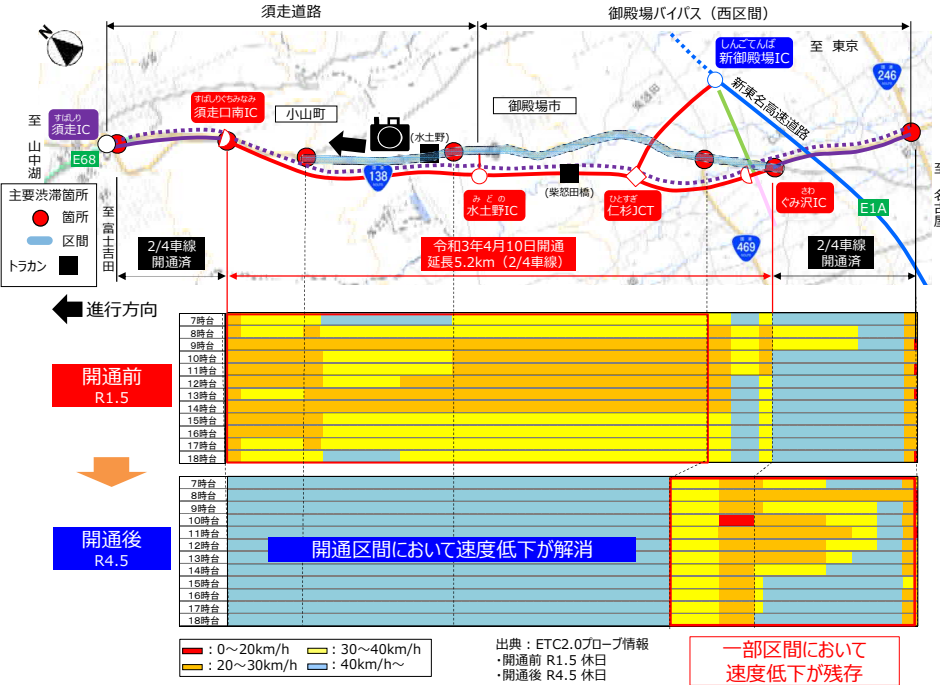 須走道路
御殿場バイパス（西区間）
N
しんごてんば
新御殿場IC
至 東京
国道
246
新東名高速道路
すばしりぐちみなみ
須走口南IC
小山町
御殿場市
(水土野)
すばしり
須走IC
至 山中湖
E68
138
ROUTE
(柴怒田橋)
みどの
水土野IC
ひとすぎ
仁杉JCT
さわ
ぐみ沢IC
至 名古屋
E1A
469
主要渋滞箇所
箇所
区間
トラカン
至 富士吉田
2/4車線
開通済
令和3年4月10日開通
延長5.2km（2/4車線）
2/4車線
開通済
進行方向
開通前
R1.5
7時台
8時台
9時台
10時台
11時台
12時台
13時台
14時台
15時台
16時台
17時台
18時台
開通後
R4.5
7時台
8時台
9時台
10時台
11時台
12時台
13時台
14時台
15時台
16時台
17時台
18時台
開通区間において速度低下が解消
：0～20km/h
：30～40km/h
：20～30km/h
：40km/h～
出典：ETC2.0プローブ情報
・開通前 R1.5 休日
・開通後 R4.5 休日
一部区間において
速度低下が残存